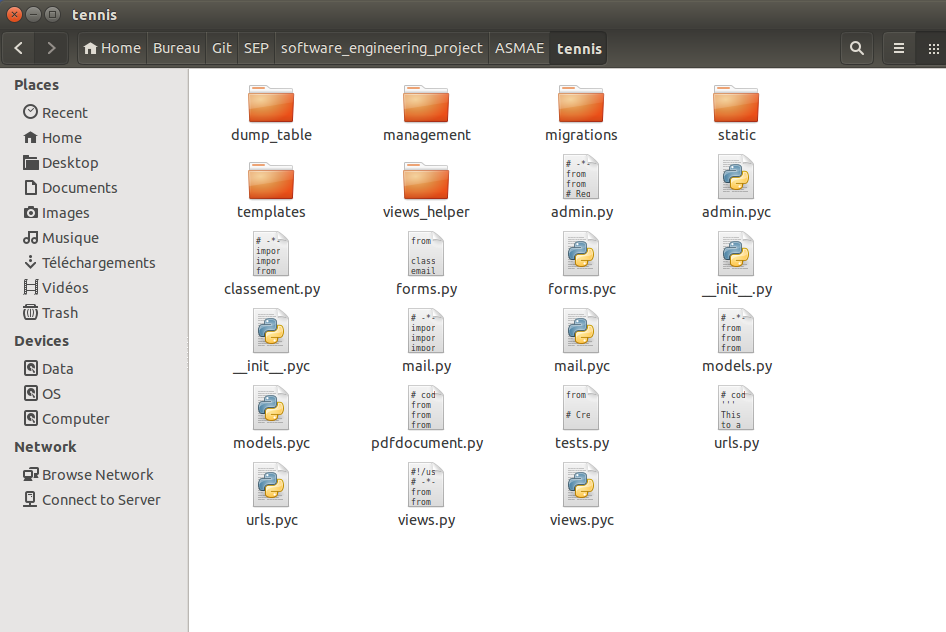 tennis
Home Bureau Git SEP software_engineering_project ASMAE tennis
Places
Recent
Home
Desktop
Documents
Images
Musique
Téléchargements
Vidéos
Trash
Devices
Data
OS
Computer
Network
Browse Network
Connect to Server
dump_table management migrations static
# -*-
from
from
# Reg
templates views_helper admin.py admin.pyc
# -*-
impor
impor
from
from
class
email
classement.py forms.py forms.pyc __init__.py
# -*-
impor
impor
impor
# -*-
from
from
from
__init__.pyc mail.py mail.pyc models.py
# cod
from
from
from
from
# Cre
# cod
'''
This
to a
models.pyc pdfdocument.py tests.py urls.py
#!/us
# -*-
from
from
urls.pyc views.py views.pyc